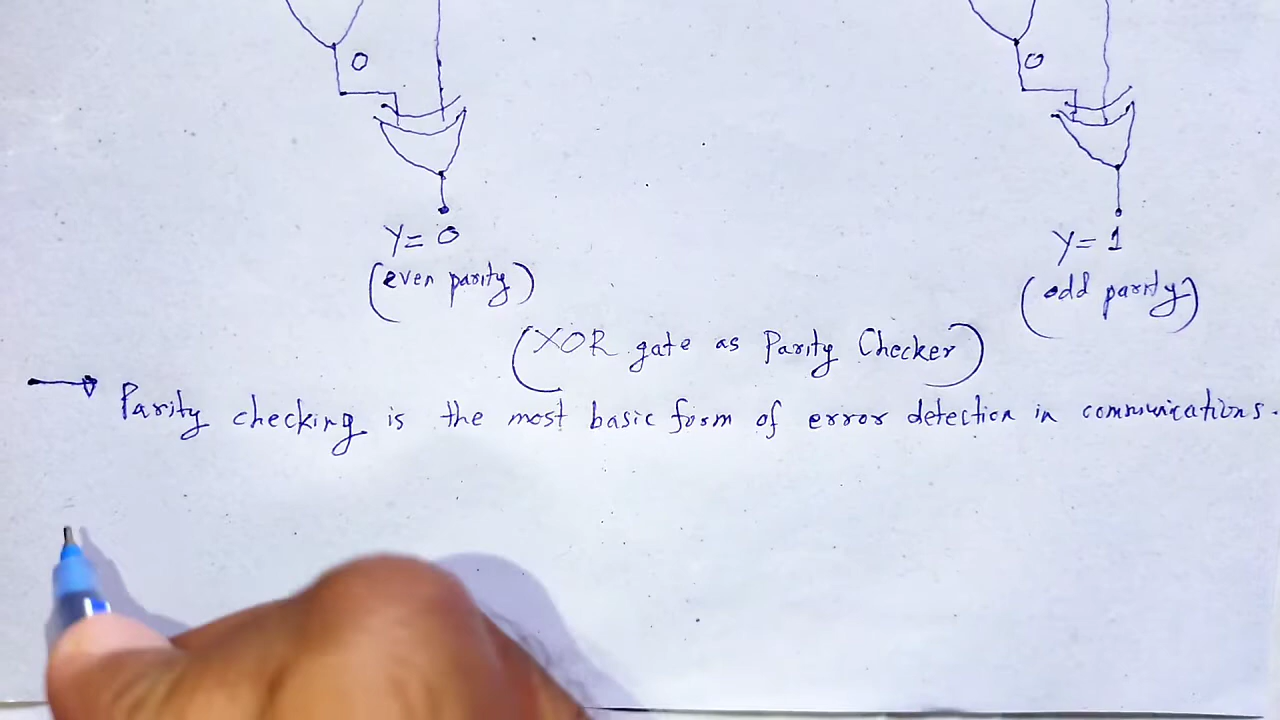 0 0
Y= 0 Y= 1
(even parity) (odd parity)
(XOR gate as Parity Checker)
Parity checking is the most basic form of error detection in communications.